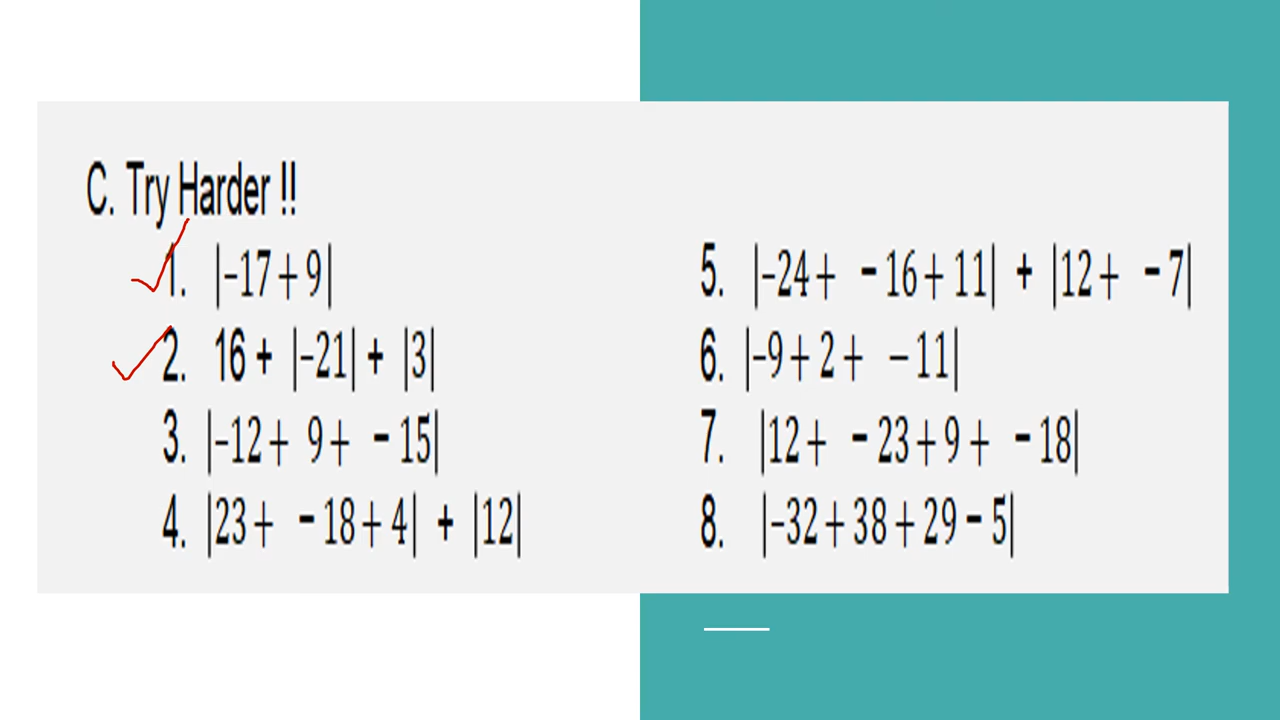 C. Try Harder !!
1. |–17 + 9|
2. 16 + |–21| + |3|
3. |–12 + 9 + – 15|
4. |23 + – 18 + 4| + |12|
5. |–24 + – 16 + 11| + |12 + – 7|
6. |–9 + 2 + – 11|
7. |12 + – 23 + 9 + – 18|
8. |–32 + 38 + 29 – 5|